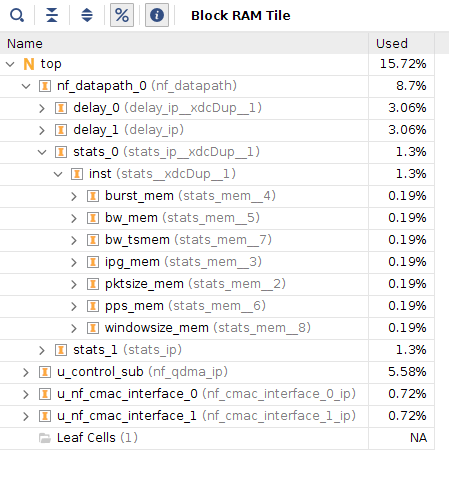 % i Block RAM Tile
Name Used
N top 15.72%
nf_datapath_0 (nf_datapath) 8.7%
delay_0 (delay_ip__xdcDup__1) 3.06%
delay_1 (delay_ip) 3.06%
stats_0 (stats_ip__xdcDup__1) 1.3%
inst (stats__xdcDup__1) 1.3%
burst_mem (stats_mem__4) 0.19%
bw_mem (stats_mem__5) 0.19%
bw_tsmem (stats_mem__7) 0.19%
ipg_mem (stats_mem__3) 0.19%
pktsize_mem (stats_mem__2) 0.19%
pps_mem (stats_mem__6) 0.19%
windowsize_mem (stats_mem__8) 0.19%
stats_1 (stats_ip) 1.3%
u_control_sub (nf_qdma_ip) 5.58%
u_nf_cmac_interface_0 (nf_cmac_interface_0_ip) 0.72%
u_nf_cmac_interface_1 (nf_cmac_interface_1_ip) 0.72%
Leaf Cells (1) NA